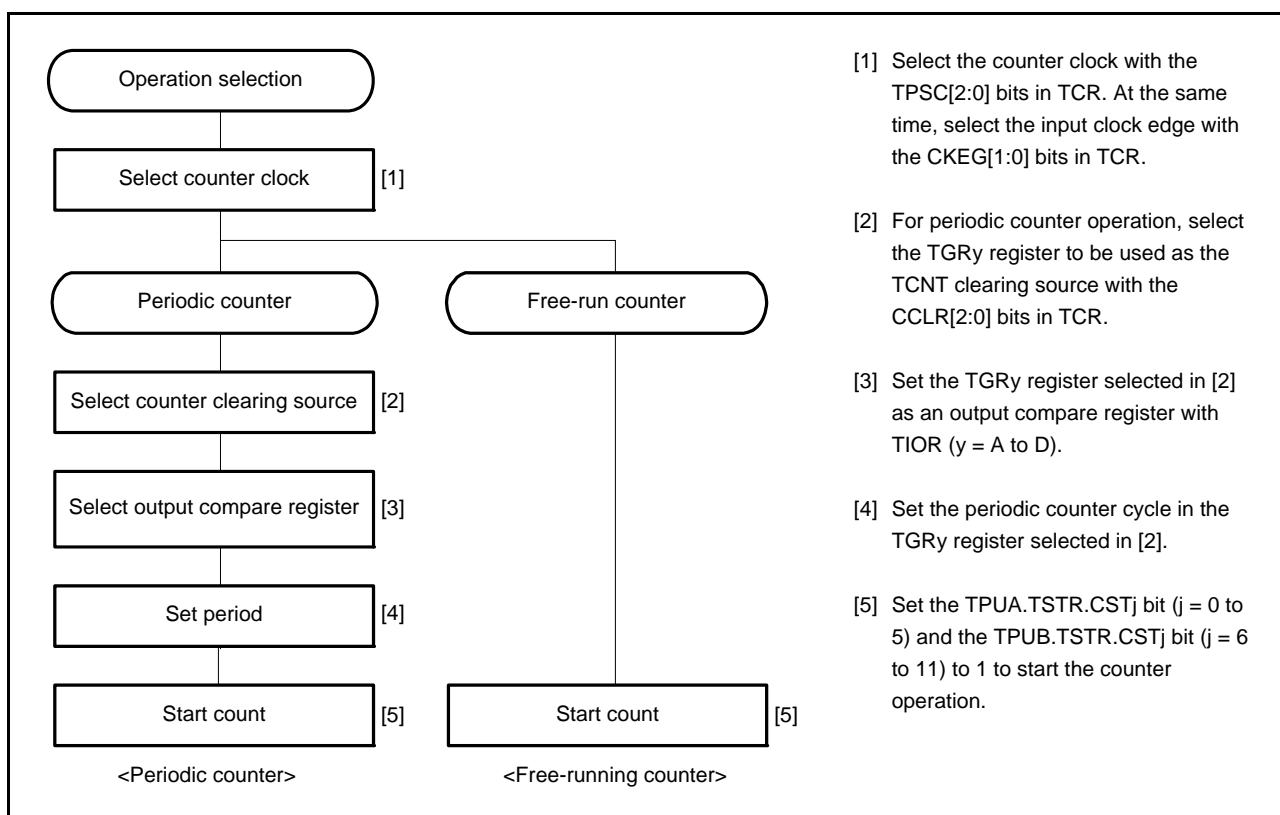 Operation selection
Select counter clock [1]
Periodic counter
Free-run counter
Select counter clearing source [2]
Select output compare register [3]
Set period [4]
Start count [5]
Start count [5]
<Periodic counter>
<Free-running counter>
[1] Select the counter clock with the
TPSC[2:0] bits in TCR. At the same
time, select the input clock edge with
the CKEG[1:0] bits in TCR.
[2] For periodic counter operation, select
the TGRy register to be used as the
TCNT clearing source with the
CCLR[2:0] bits in TCR.
[3] Set the TGRy register selected in [2]
as an output compare register with
TIOR (y = A to D).
[4] Set the periodic counter cycle in the
TGRy register selected in [2].
[5] Set the TPUA.TSTR.CSTj bit (j = 0 to
5) and the TPUB.TSTR.CSTj bit (j = 6
to 11) to 1 to start the counter
operation.